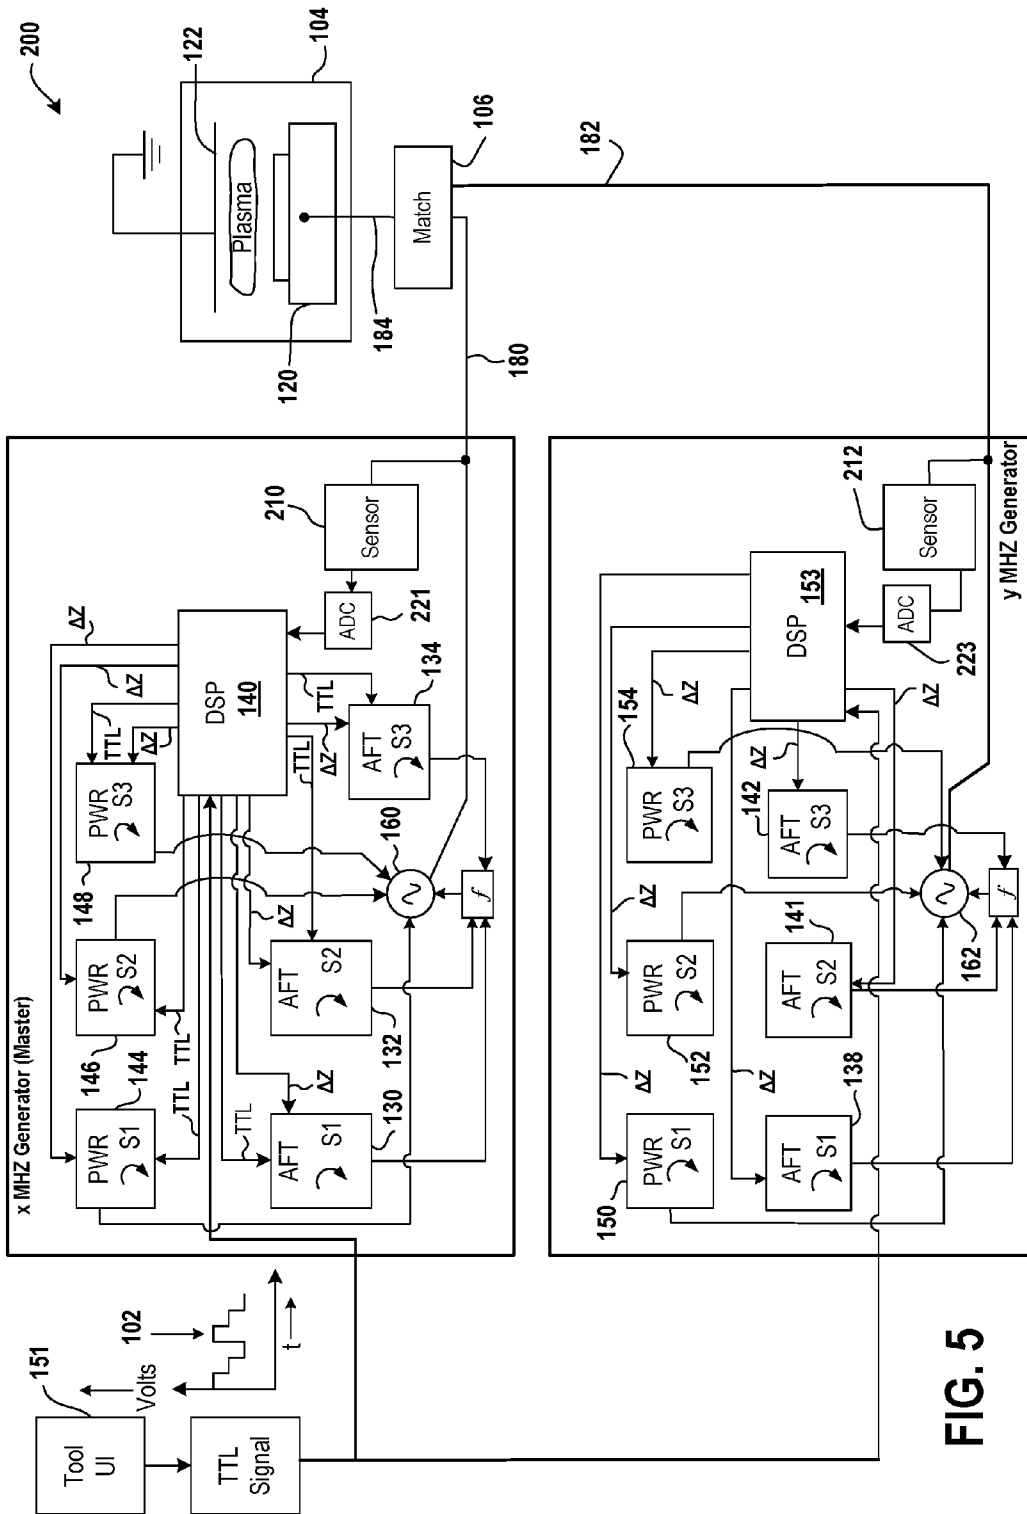 200
122
104
Plasma
106
Match
120
184
180
182
x MHZ Generator (Master)
ΔZ
ΔZ
TTL
ΔZ
PWR
S3
148
DSP
140
210
Sensor
ADC
221
TTL
134
ΔZ
TTL
AFT
S3
160
f
PWR
S2
146
TTL
ΔZ
AFT
S2
132
144
TTL
PWR
S1
ΔZ
TTL
AFT
S1
130
y MHZ Generator
212
Sensor
ADC
223
DSP
153
ΔZ
154
ΔZ
PWR
S3
ΔZ
142
AFT
S3
162
f
ΔZ
PWR
S2
152
141
AFT
S2
ΔZ
ΔZ
138
PWR
S1
150
AFT
S1
151
Tool
UI
Volts
102
t
TTL
Signal
FIG. 5